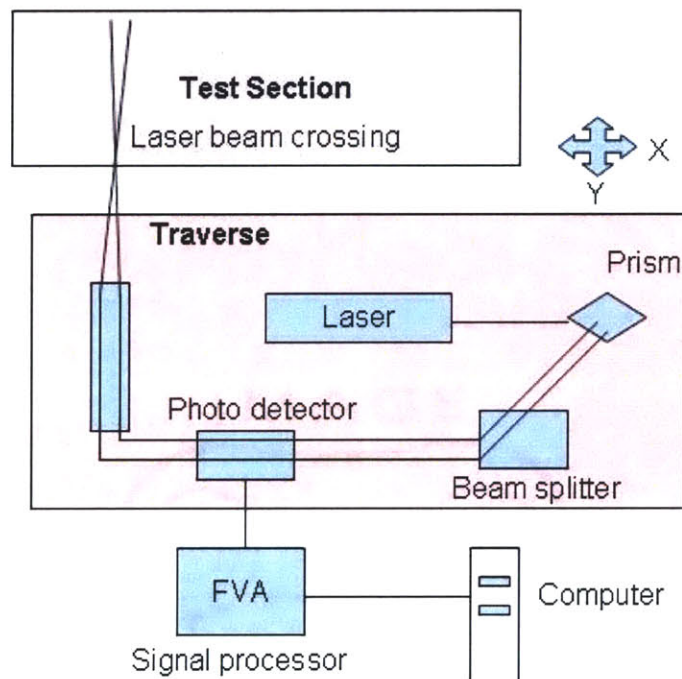 Test Section
Laser beam crossing
X
Y
Traverse
Prism
Laser
Photo detector
Beam splitter
FVA
Computer
Signal processor